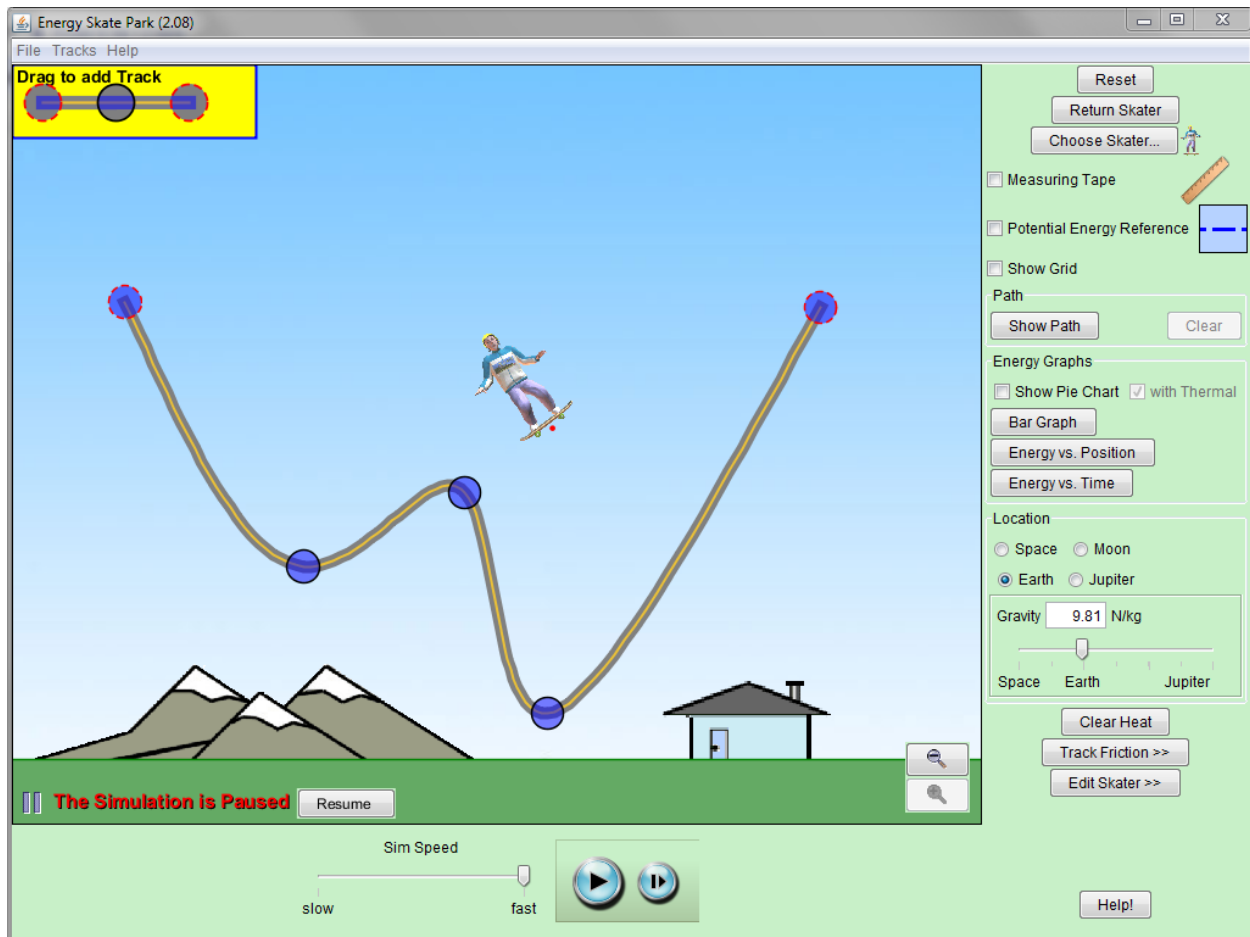 Energy Skate Park (2.08)
File Tracks Help
Drag to add Track
Reset
Return Skater
Choose Skater...
Measuring Tape
Potential Energy Reference
Show Grid
Path
Show Path Clear
Energy Graphs
Show Pie Chart with Thermal
Bar Graph
Energy vs. Position
Energy vs. Time
Location
Space Moon
Earth Jupiter
Gravity 9.81 N/kg
Space Earth Jupiter
Clear Heat
Track Friction >>
Edit Skater >>
The Simulation is Paused Resume
Sim Speed
slow fast
Help!